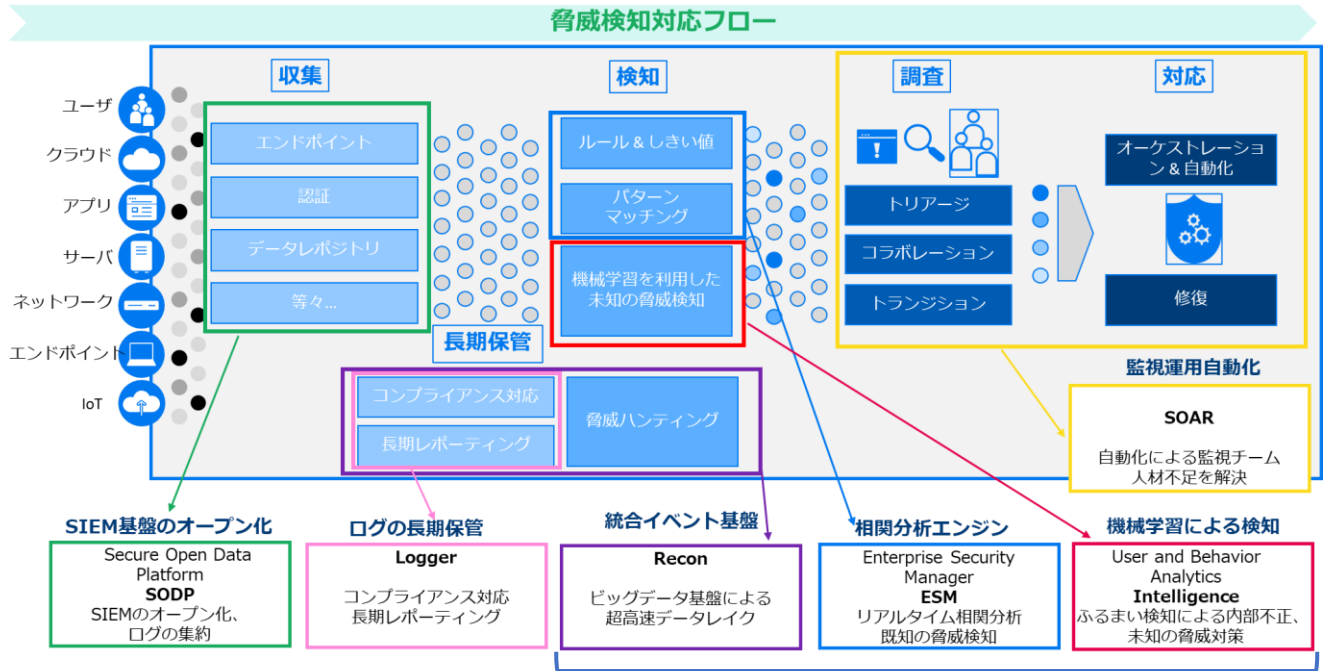 脅威検知対応フロー
収集
検知
調査
対応
ユーザ
クラウド
アプリ
サーバ
ネットワーク
エンドポイント
IoT
エンドポイント
認証
データレポジトリ
等々...
ルール＆しきい値
パターン
マッチング
機械学習を利用した
未知の脅威検知
トリアージ
コラボレーション
トランジション
オーケストレーショ
ン＆自動化
修復
長期保管
コンプライアンス対応
長期レポーティング
脅威ハンティング
監視運用自動化
SOAR
自動化による監視チーム
人材不足を解決
SIEM基盤のオープン化
Secure Open Data
Platform
SODP
SIEMのオープン化、
ログの集約
ログの長期保管
Logger
コンプライアンス対応
長期レポーティング
統合イベント基盤
Recon
ビッグデータ基盤による
超高速データレイク
相関分析エンジン
Enterprise Security
Manager
ESM
リアルタイム相関分析
既知の脅威検知
機械学習による検知
User and Behavior
Analytics
Intelligence
ふるまい検知による内部不正、
未知の脅威対策